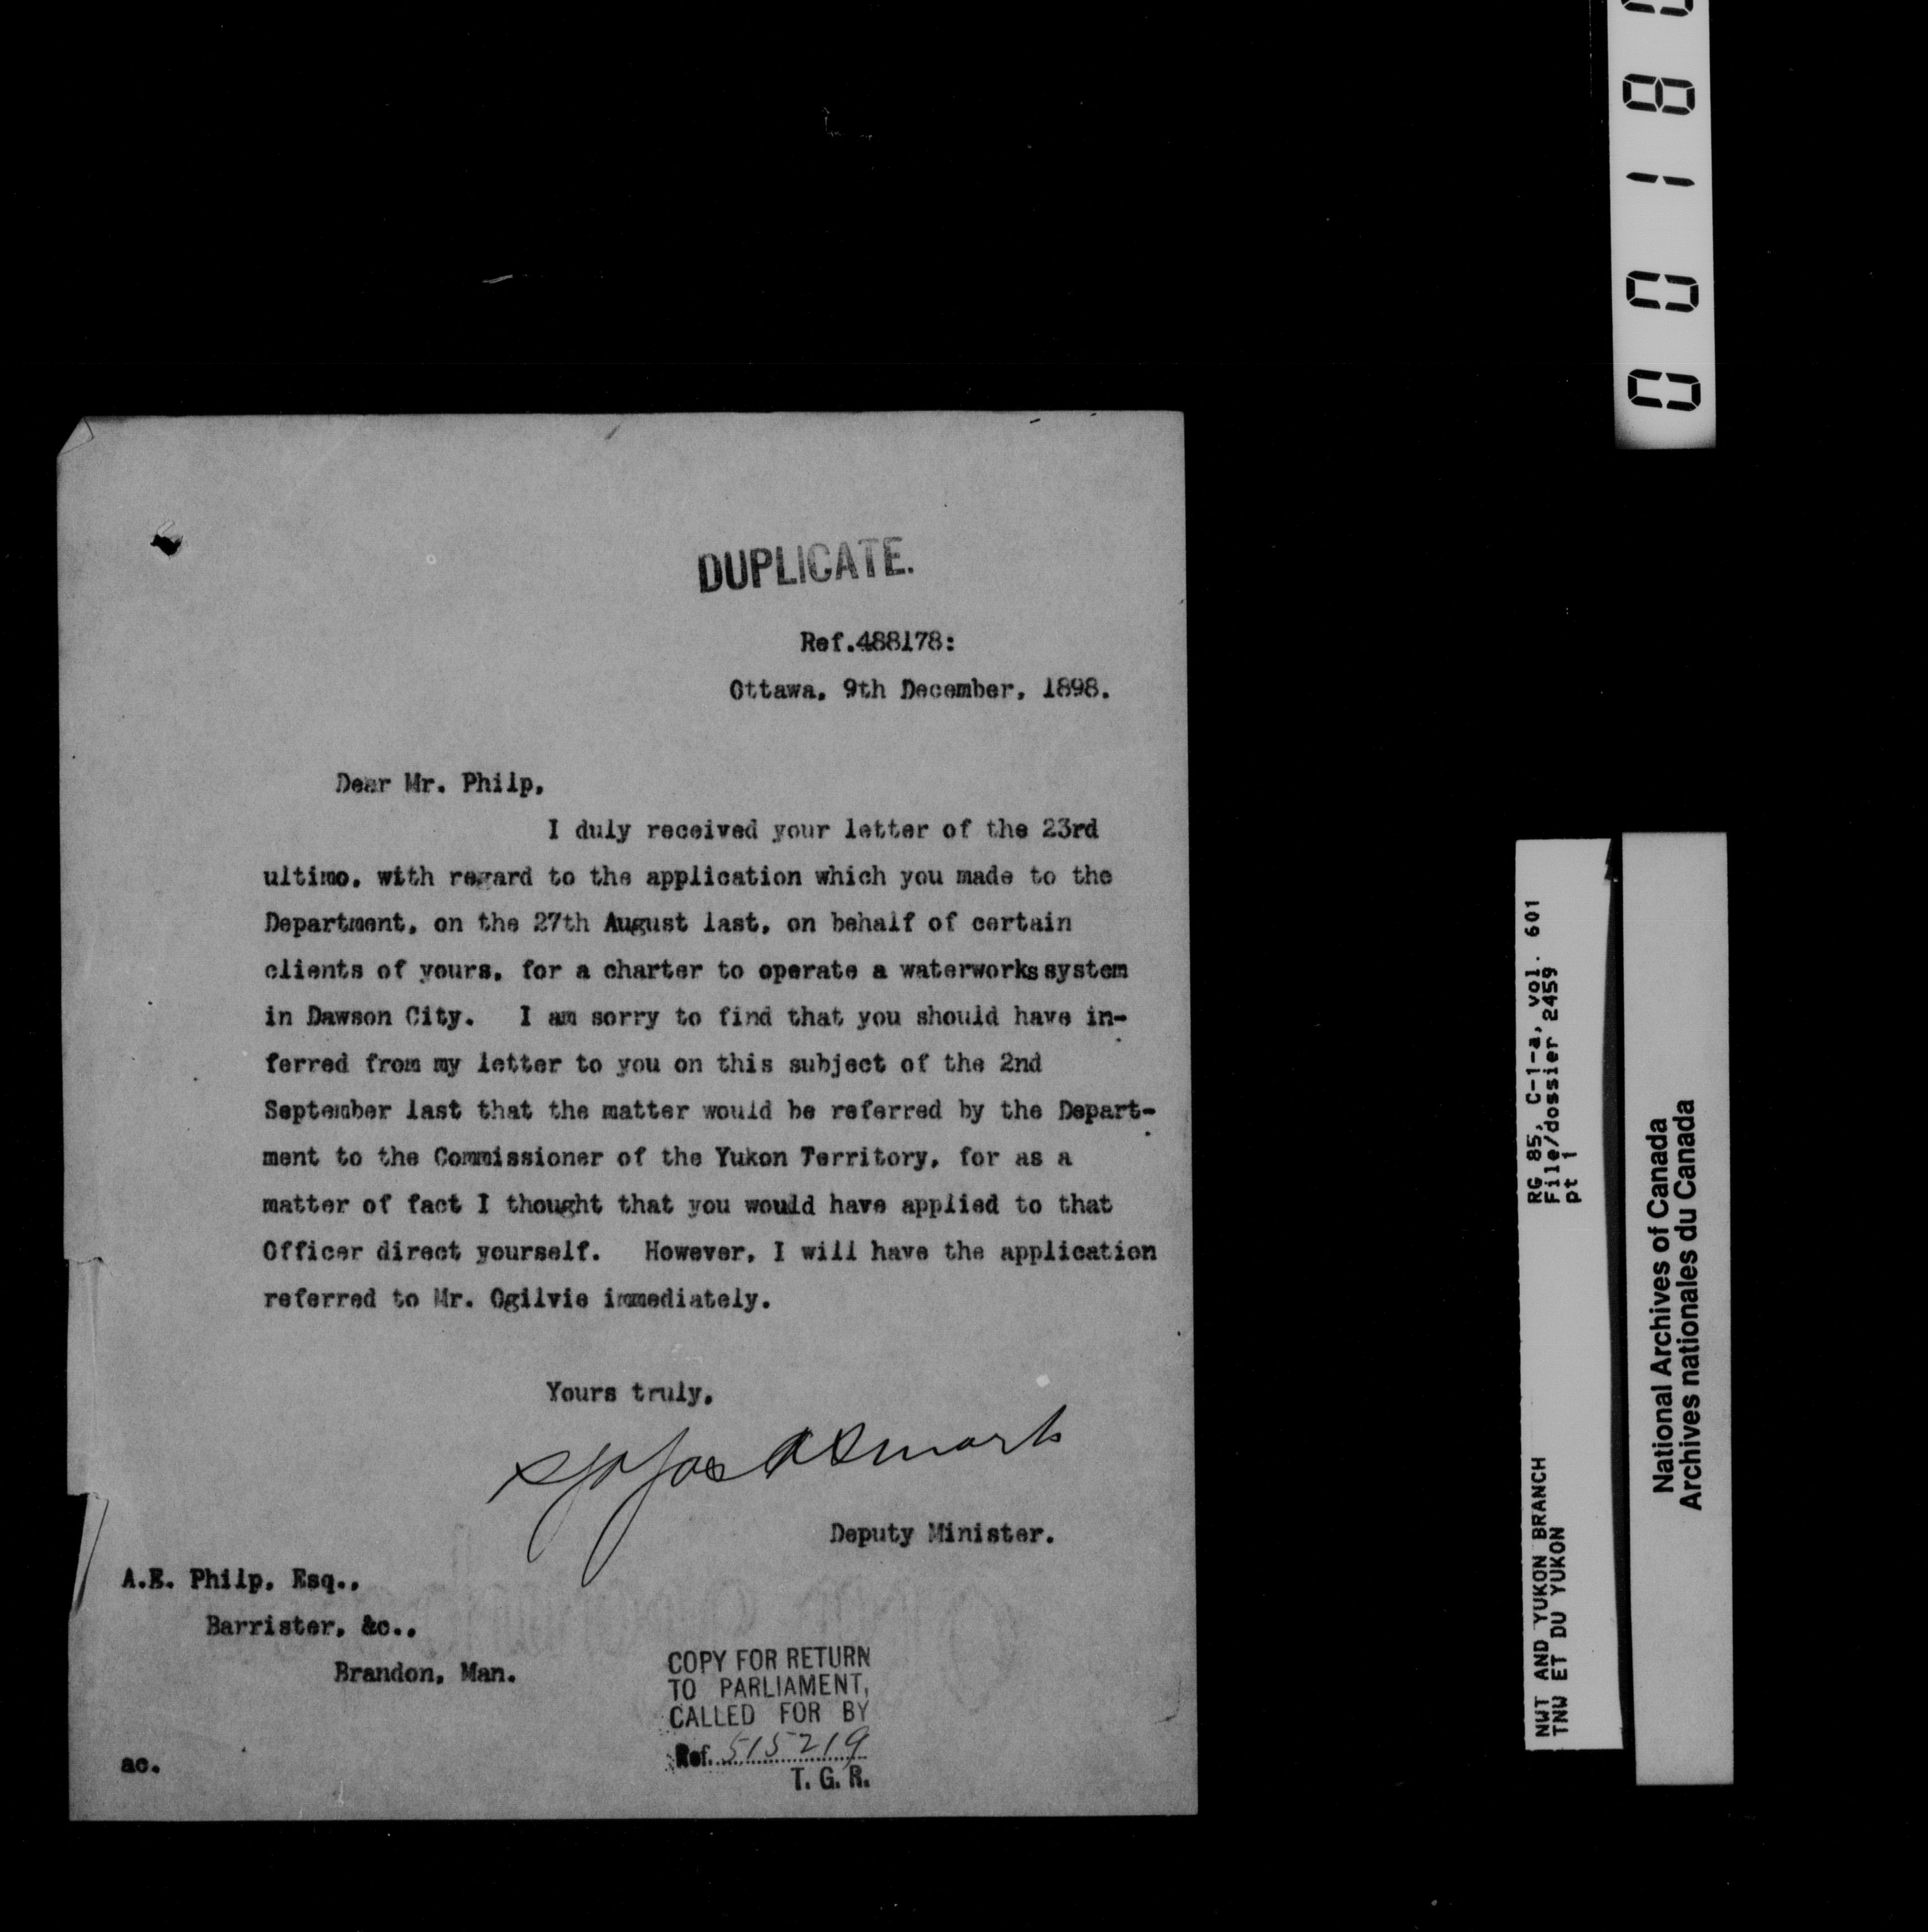 DUPLICATE.
Ref.488178:
Ottawa, 9th December, 1898.
Dear Mr. Philp,
I duly received your letter of the 23rd
ultimo, with regard to the application which you made to the
Department, on the 27th August last, on behalf of certain
clients of yours, for a charter to operate a waterworks system
in Dawson City. I am sorry to find that you should have in-
ferred from my letter to you on this subject of the 2nd
September last that the matter would be referred by the Depart-
ment to the Commissioner of the Yukon Territory, for as a
matter of fact I thought that you would have applied to that
Officer direct yourself. However, I will have the application
referred to Mr. Ogilvie immediately.
Yours truly,
Sgd Jas A Smart
Deputy Minister.
A.E. Philp, Esq.,
Barrister, &c.,
Brandon, Man.
COPY FOR RETURN
TO PARLIAMENT,
CALLED FOR BY
Ref. 515219
T. G. R.
ac.
RG 85, C-1-a, vol. 601
File/dossier 2459
pt 1
NWT AND YUKON BRANCH
TNW ET DU YUKON
National Archives of Canada
Archives nationales du Canada
0 0 1 8